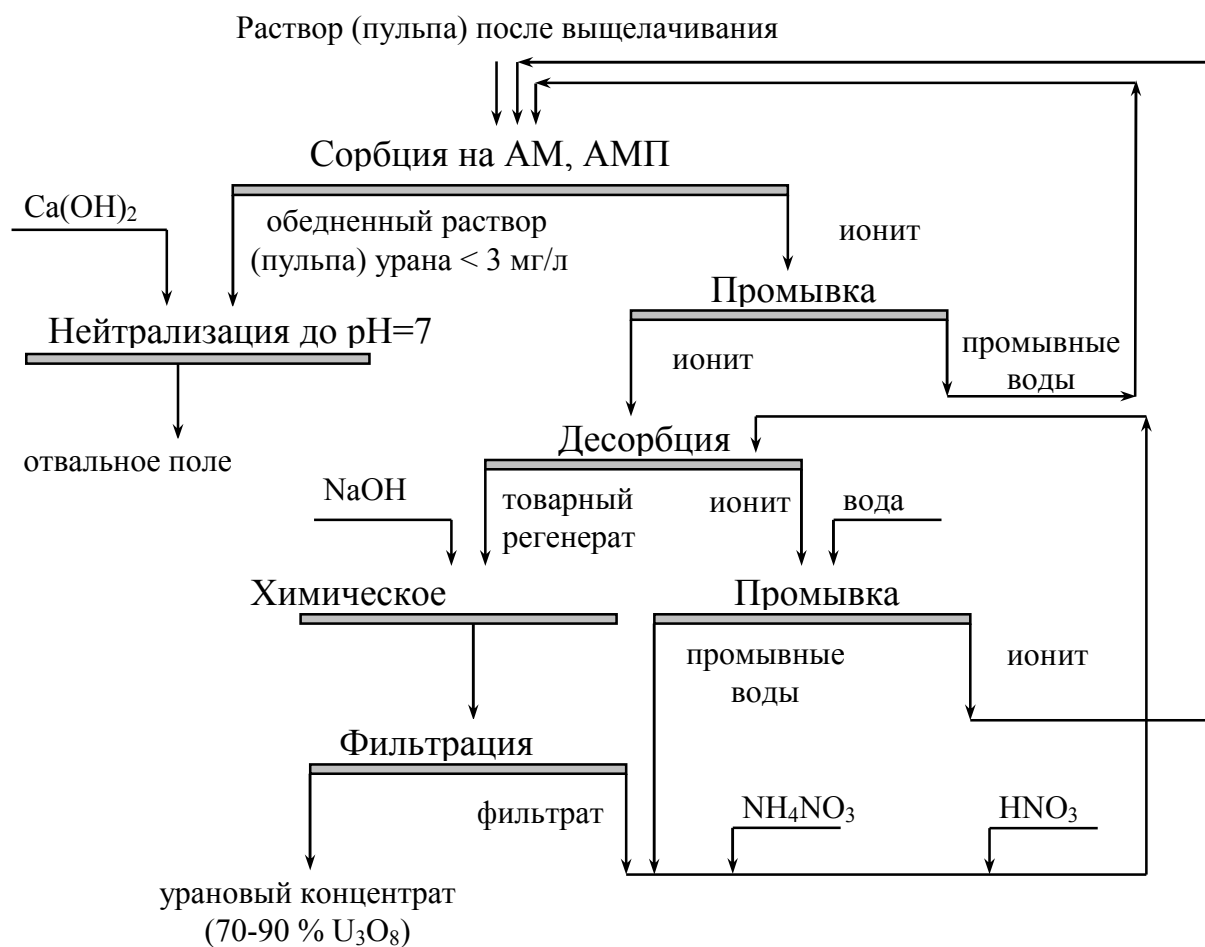 Раствор (пульпа) после выщелачивания
Сорбция на АМ, АМП
Ca(OH)₂
обедненный раствор
(пульпа) урана < 3 мг/л
ионит
Промывка
Нейтрализация до pH=7
ионит
промывные
воды
Десорбция
отвальное поле
NaOH
товарный
регенерат
ионит
вода
Химическое
Промывка
промывные
воды
ионит
Фильтрация
фильтрат
NH₄NO₃
HNO₃
урановый концентрат
(70-90 % U₃O₈)